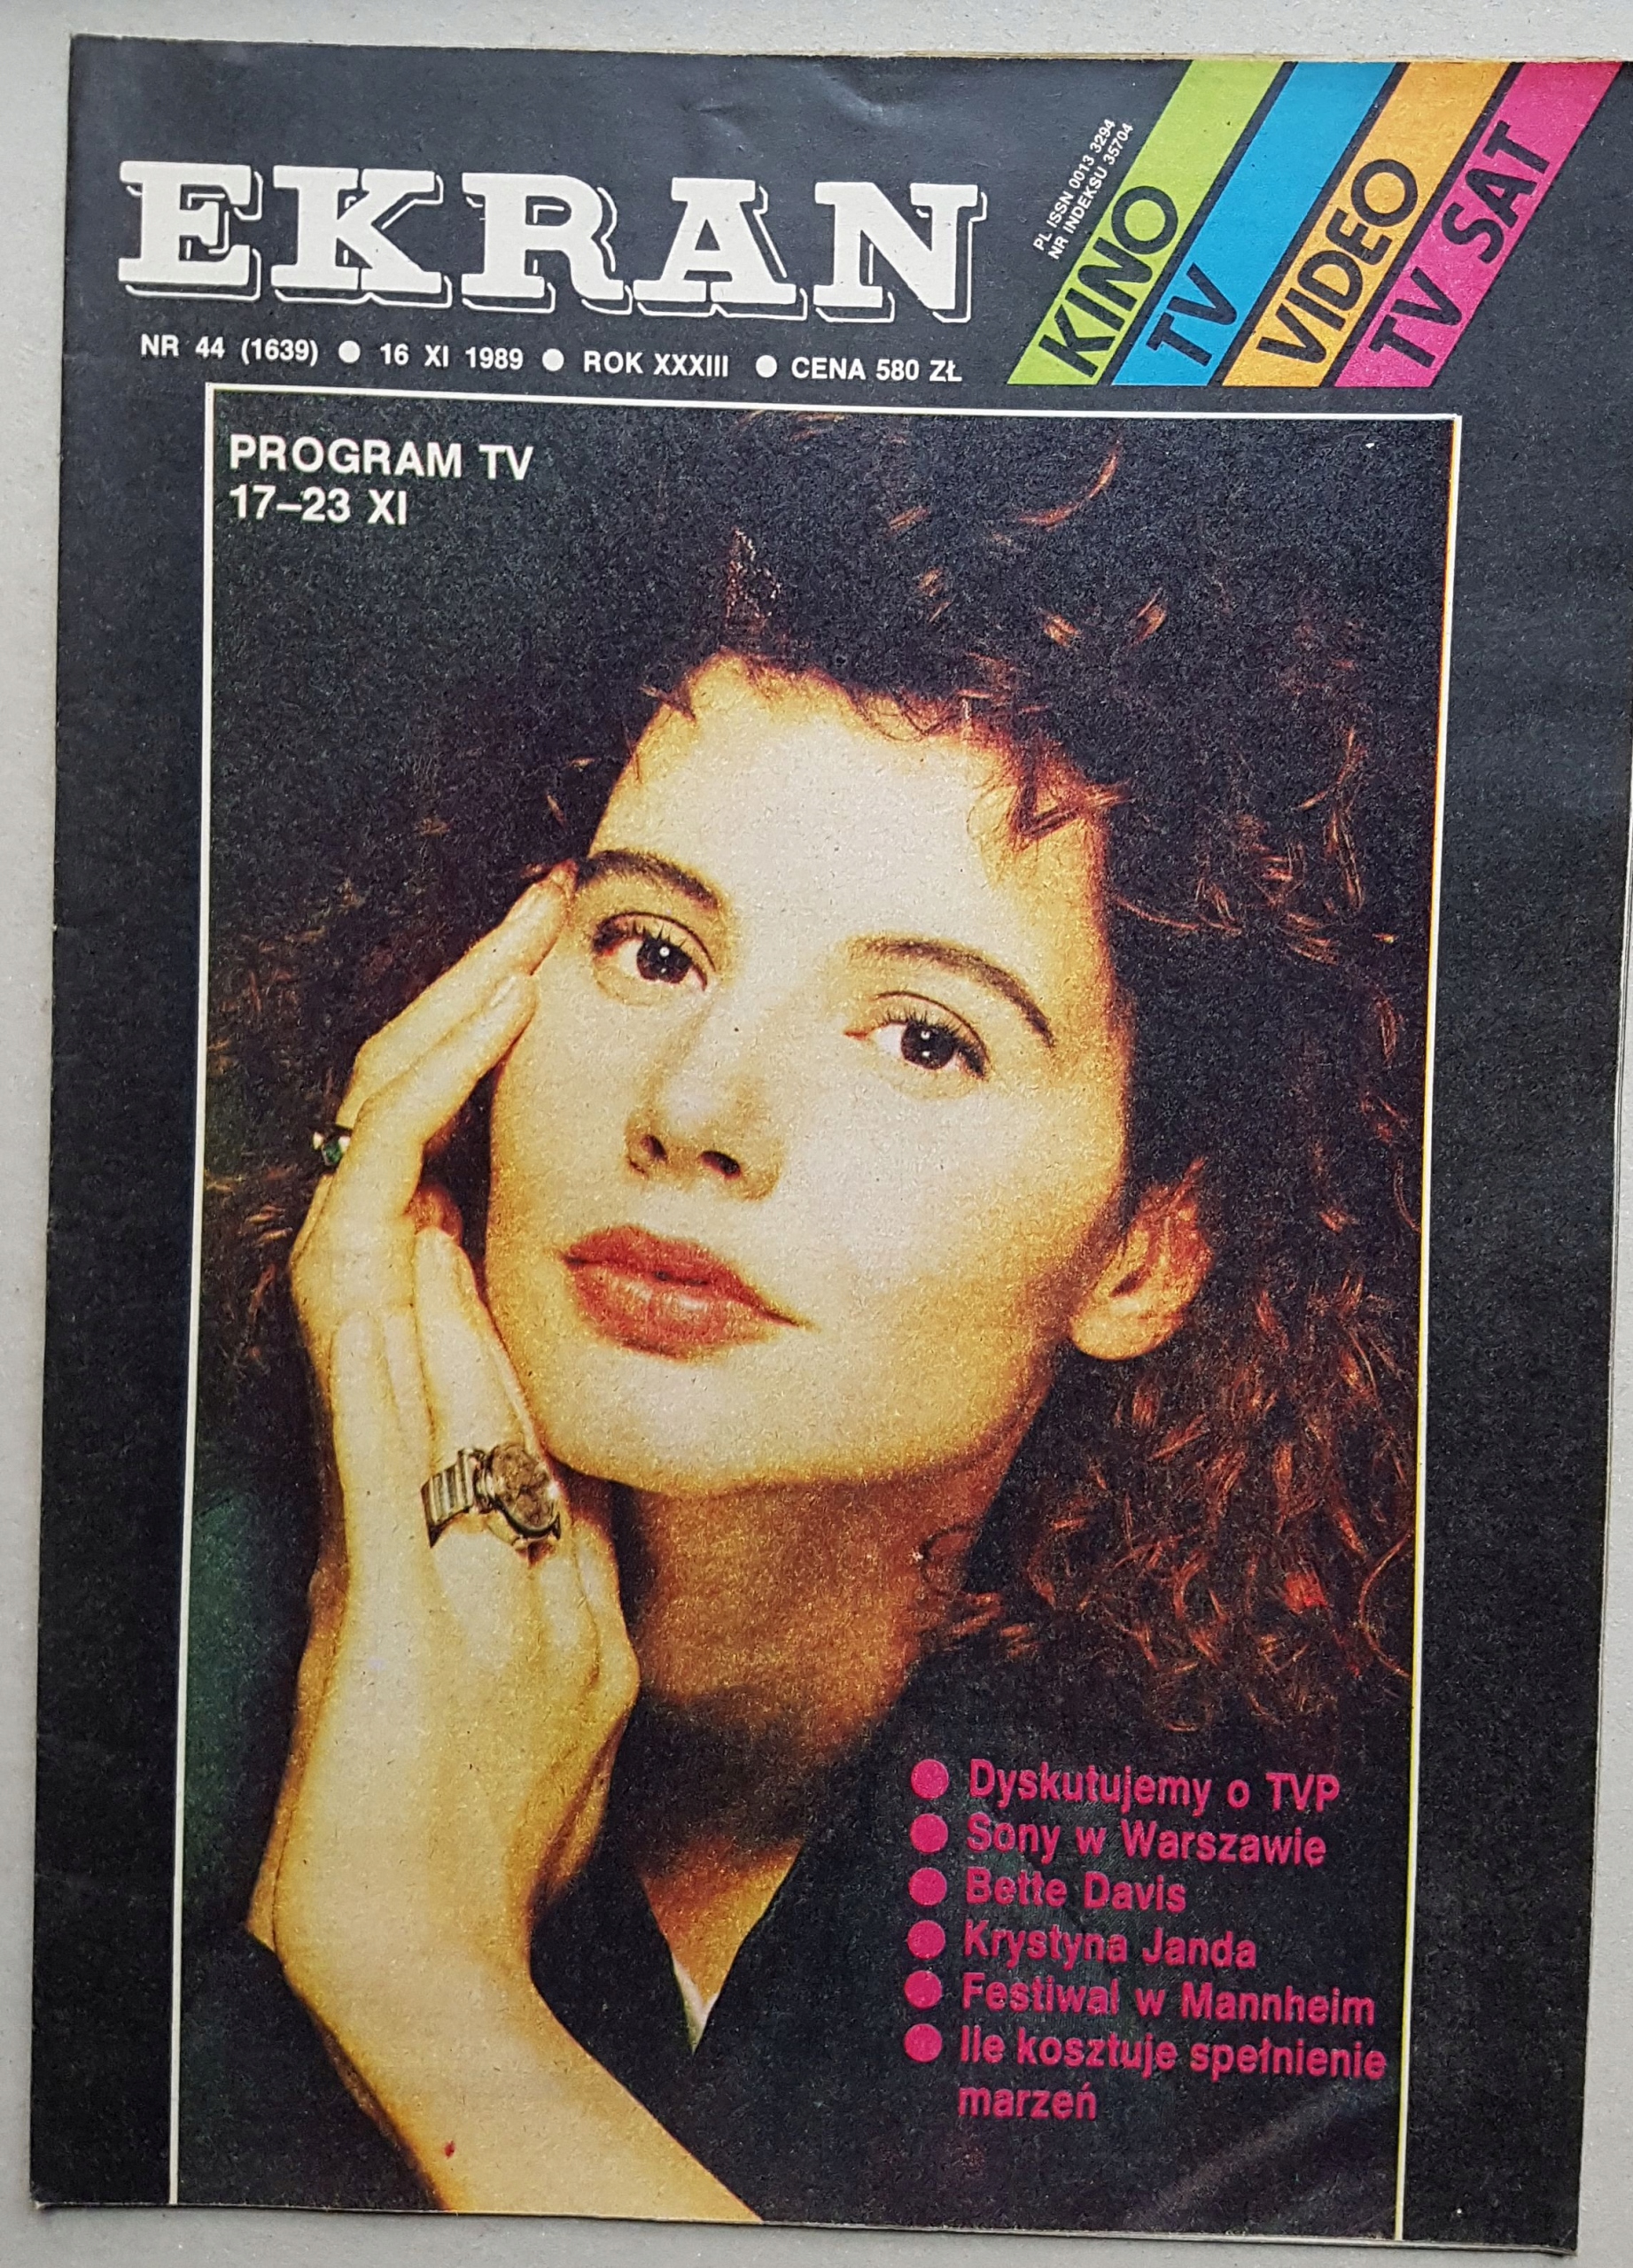 EKRAN
PL ISSN 0013 3294
NR INDEKSU 35704
KINO
TV
VIDEO
TV SAT
NR 44 (1639) ● 16 XI 1989 ● ROK XXXIII ● CENA 580 ZŁ
PROGRAM TV
17–23 XI
● Dyskutujemy o TVP
● Sony w Warszawie
● Bette Davis
● Krystyna Janda
● Festiwal w Mannheim
● Ile kosztuje spełnienie
marzeń